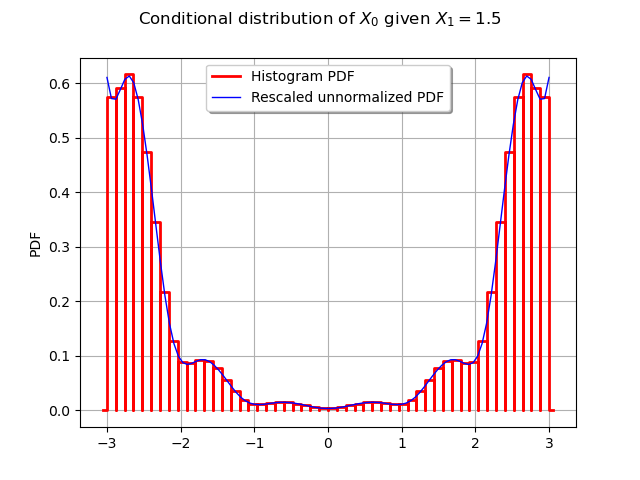 Conditional distribution of X₀ given X₁ = 1.5
Histogram PDF
Rescaled unnormalized PDF
PDF
0.6
0.5
0.4
0.3
0.2
0.1
0.0
−3 −2 −1 0 1 2 3